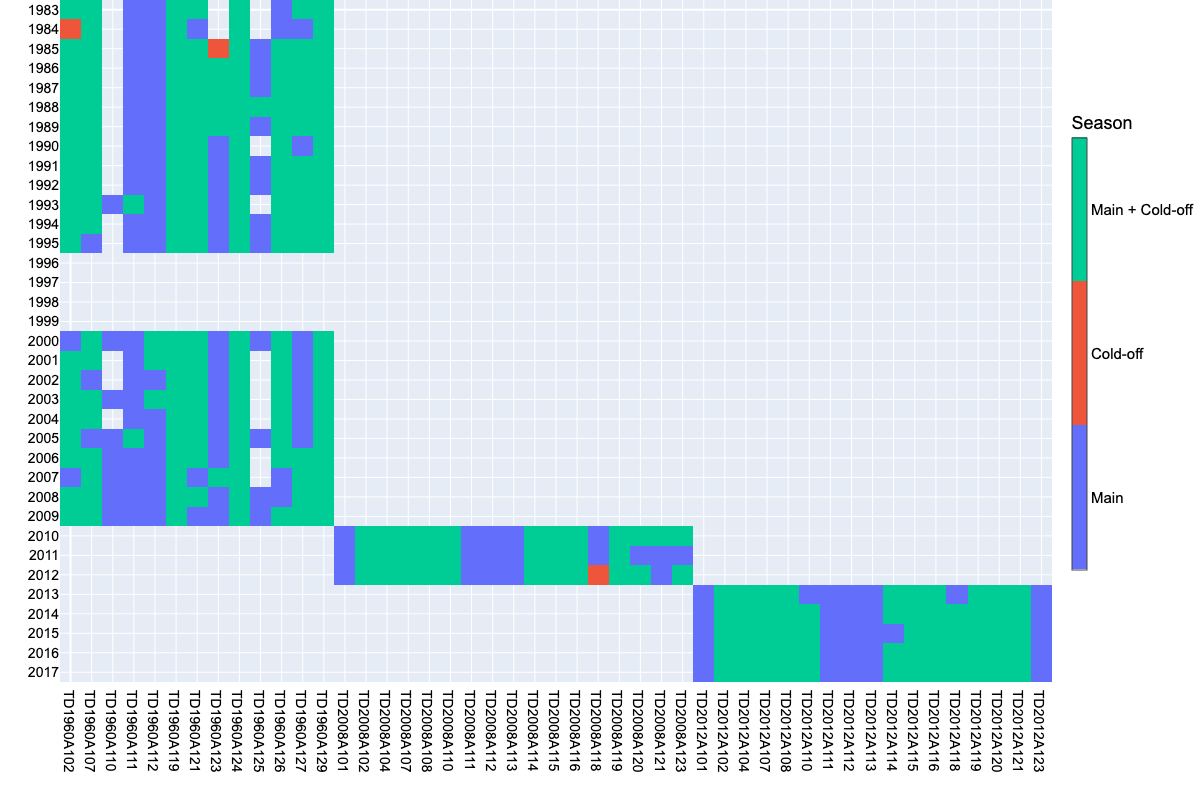 1983
1984
1985
1986
1987
1988
1989
1990
1991
1992
1993
1994
1995
1996
1997
1998
1999
2000
2001
2002
2003
2004
2005
2006
2007
2008
2009
2010
2011
2012
2013
2014
2015
2016
2017
TD1960A102
TD1960A107
TD1960A110
TD1960A111
TD1960A112
TD1960A119
TD1960A121
TD1960A123
TD1960A124
TD1960A125
TD1960A126
TD1960A127
TD1960A129
TD2008A101
TD2008A102
TD2008A104
TD2008A107
TD2008A108
TD2008A110
TD2008A111
TD2008A112
TD2008A113
TD2008A114
TD2008A115
TD2008A116
TD2008A118
TD2008A119
TD2008A120
TD2008A121
TD2008A123
TD2012A101
TD2012A102
TD2012A104
TD2012A107
TD2012A108
TD2012A110
TD2012A111
TD2012A112
TD2012A113
TD2012A114
TD2012A115
TD2012A116
TD2012A118
TD2012A119
TD2012A120
TD2012A121
TD2012A123
Season
Main + Cold-off
Cold-off
Main